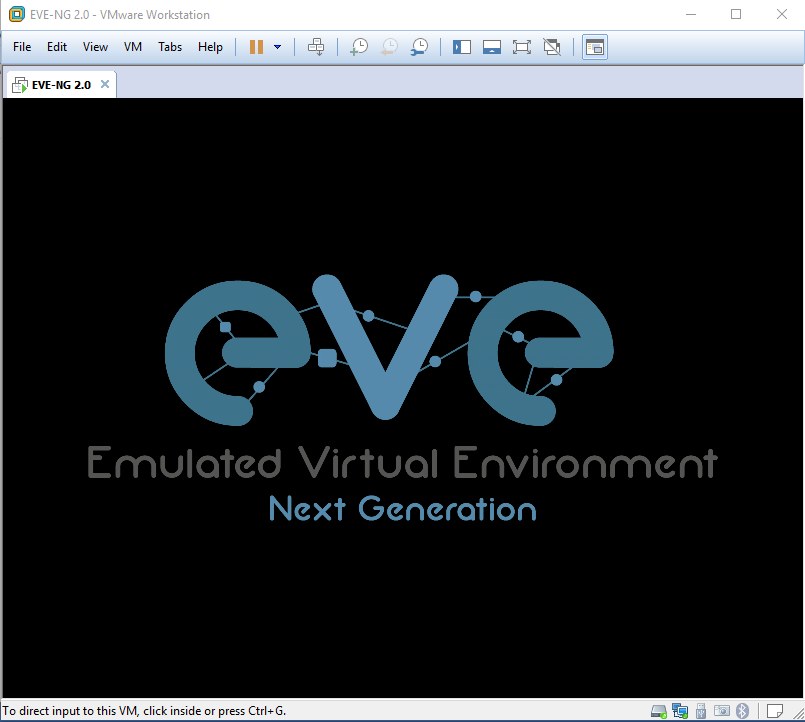 EVE-NG 2.0 - VMware Workstation
File Edit View VM Tabs Help
EVE-NG 2.0
eve
Emulated Virtual Environment
Next Generation
To direct input to this VM, click inside or press Ctrl+G.